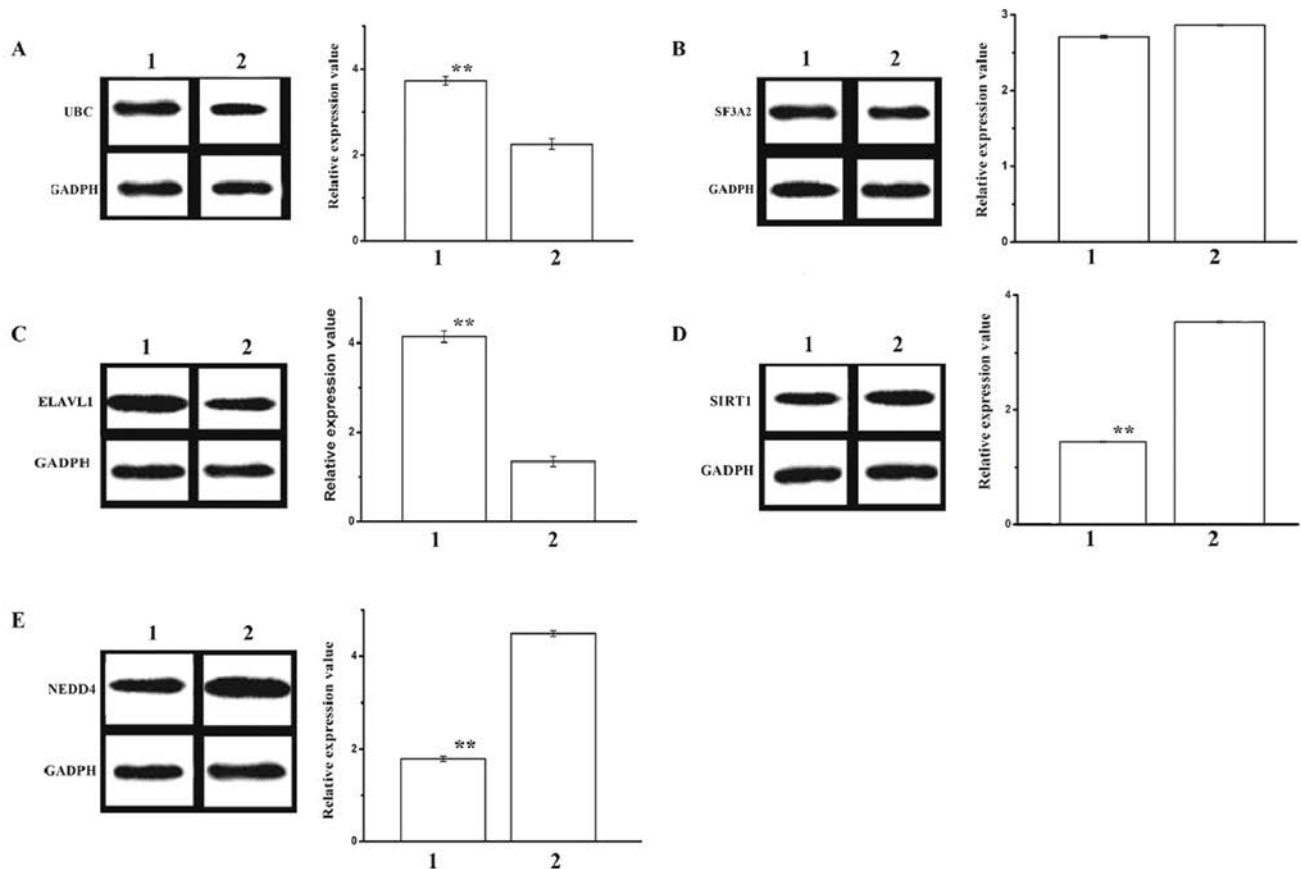 A
1 2
UBC
GADPH
Relative expression value
4
2
0
**
1 2
B
1 2
SF3A2
GADPH
Relative expression value
3
2
1
0
1 2
C
1 2
ELAVL1
GADPH
Relative expression value
4
2
0
**
1 2
D
1 2
SIRT1
GADPH
Relative expression value
4
2
0
**
1 2
E
1 2
NEDD4
GADPH
Relative expression value
4
2
0
**
1 2